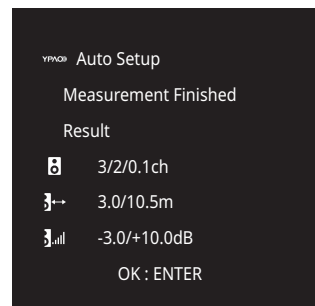 YPAO Auto Setup
Measurement Finished
Result
3/2/0.1ch
3.0/10.5m
-3.0/+10.0dB
OK : ENTER